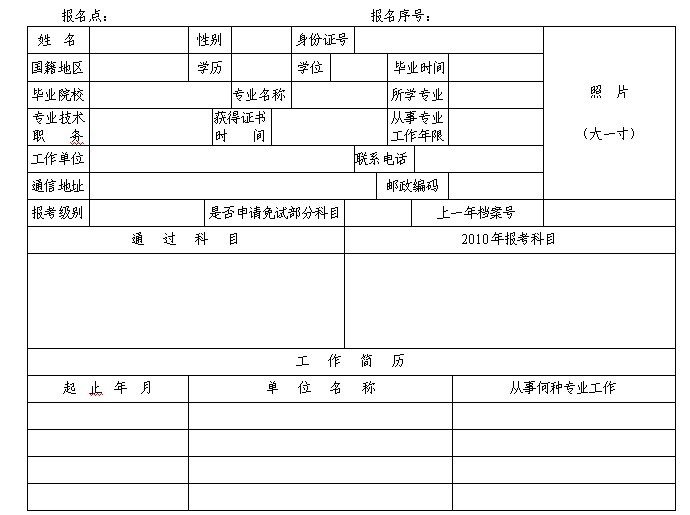 报名点： 报名序号：
姓 名 性别 身份证号
国籍地区 学历 学位 毕业时间
毕业院校 专业名称 所学专业
照 片
（大一寸）
专业技术
职 务
获得证书
时 间
从事专业
工作年限
工作单位 联系电话
通信地址 邮政编码
报考级别 是否申请免试部分科目 上一年档案号
通 过 科 目 2010年报考科目
工 作 简 历
起 止 年 月 单 位 名 称 从事何种专业工作